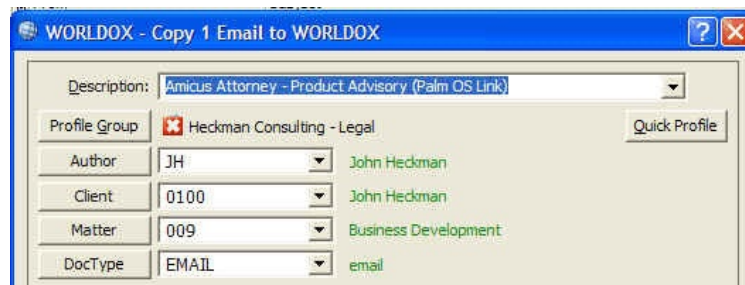 WORLDOX - Copy 1 Email to WORLDOX
Description: Amicus Attorney - Product Advisory (Palm OS Link)
Profile Group Heckman Consulting - Legal Quick Profile
Author JH John Heckman
Client 0100 John Heckman
Matter 009 Business Development
DocType EMAIL email